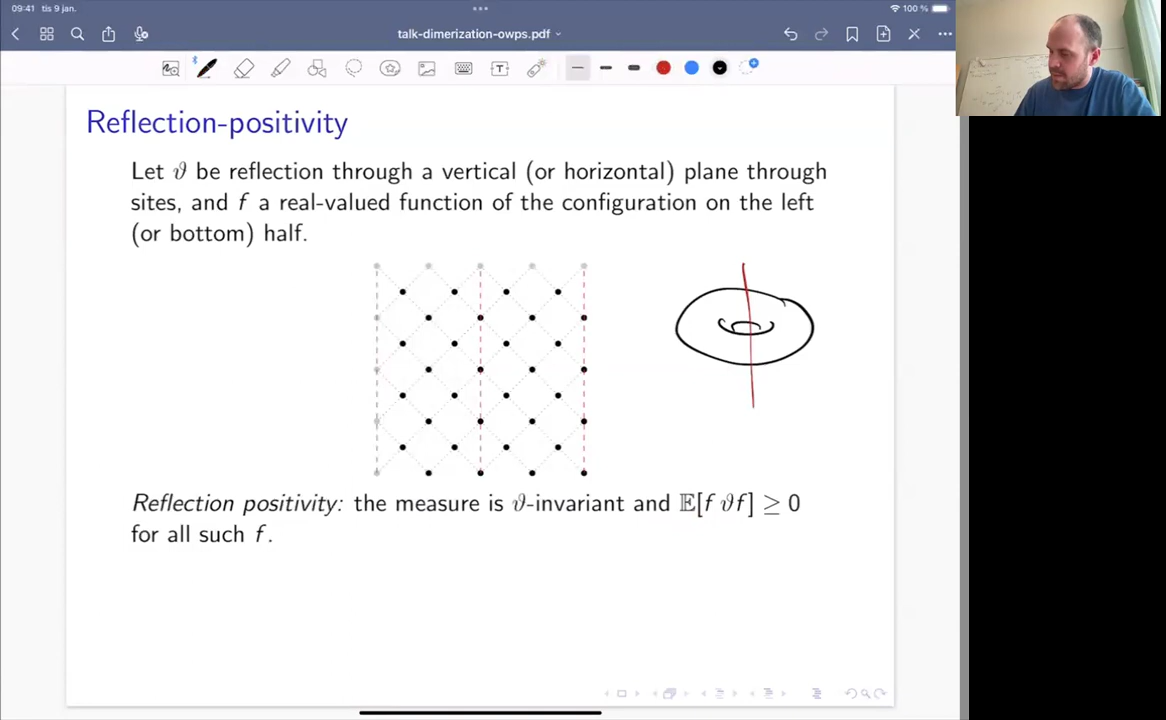 09:41 tis 9 jan.
100 %
talk-dimerization-owps.pdf
Reflection-positivity
Let ϑ be reflection through a vertical (or horizontal) plane through
sites, and f a real-valued function of the configuration on the left
(or bottom) half.
Reflection positivity: the measure is ϑ-invariant and 𝔼[f ϑf] ≥ 0
for all such f.